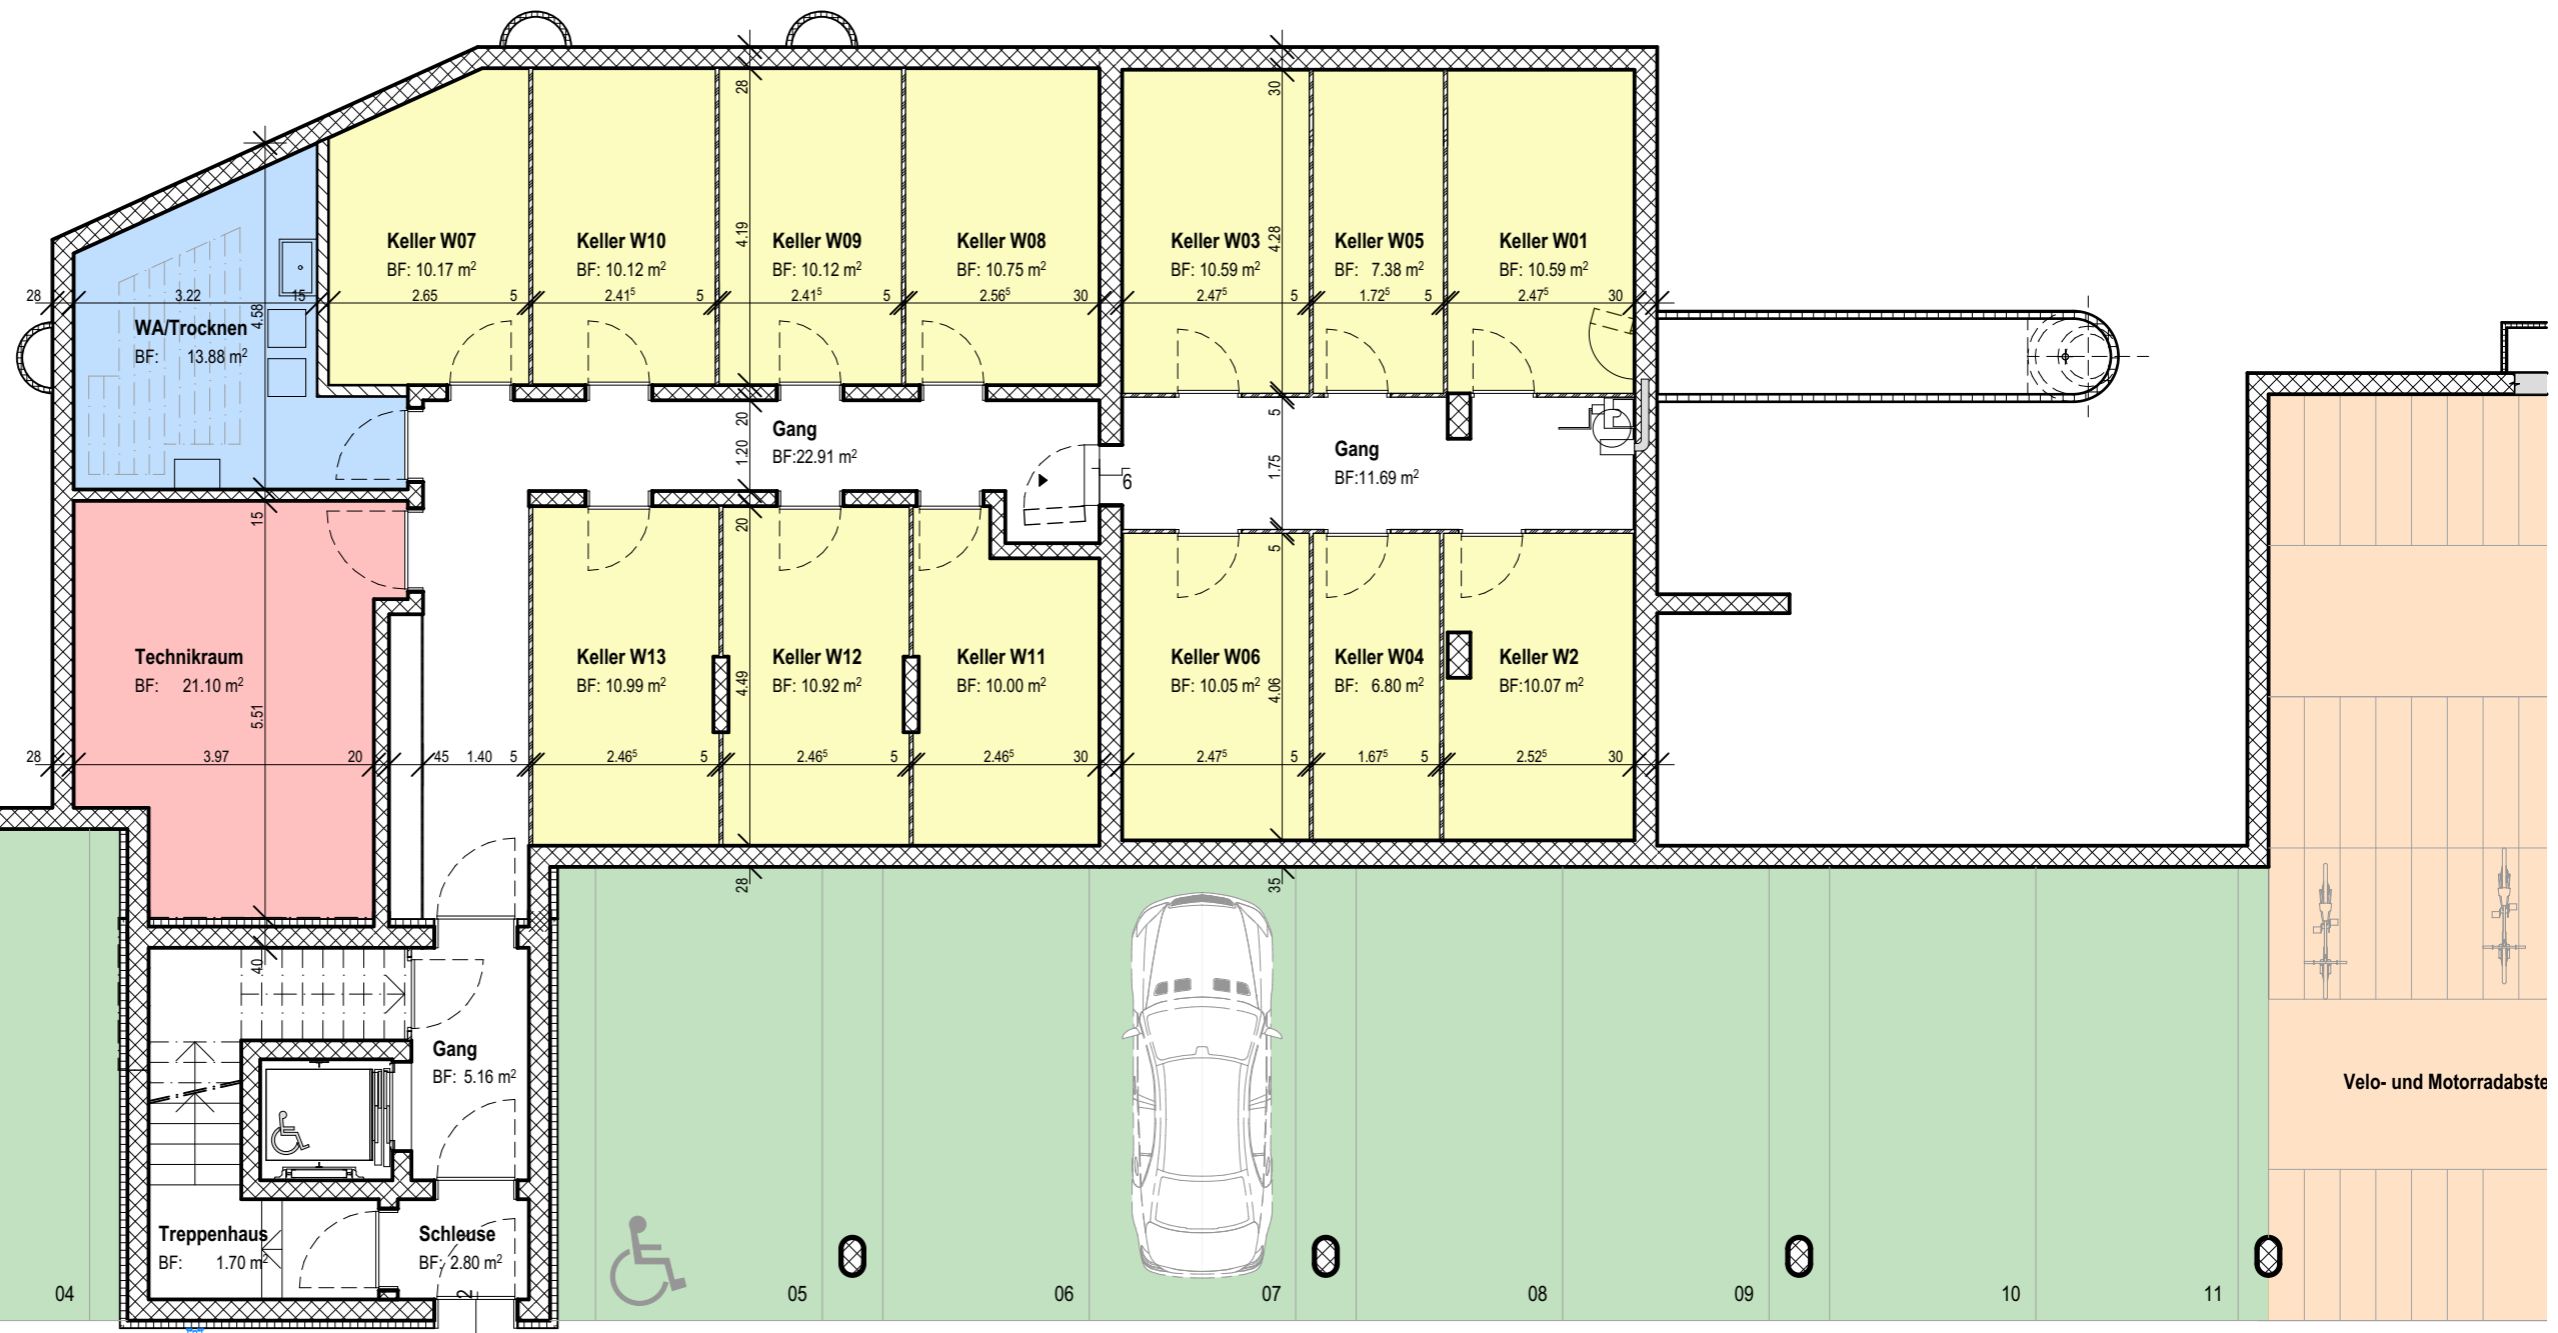 28
30
Keller W07
BF: 10.17 m²
Keller W10
BF: 10.12 m²
4.19
Keller W09
BF: 10.12 m²
Keller W08
BF: 10.75 m²
Keller W03
BF: 10.59 m²
4.28
Keller W05
BF: 7.38 m²
Keller W01
BF: 10.59 m²
28
3.22
15
2.65
5
2.41⁵
5
2.41⁵
5
2.56⁵
30
2.47⁵
5
1.72⁵
5
2.47⁵
30
4.58
WA/Trocknen
BF: 13.88 m²
20
1.20
Gang
BF:22.91 m²
5
1.75
Gang
BF:11.69 m²
6
15
20
5
Technikraum
BF: 21.10 m²
5.51
Keller W13
BF: 10.99 m²
4.49
Keller W12
BF: 10.92 m²
Keller W11
BF: 10.00 m²
Keller W06
BF: 10.05 m²
4.06
Keller W04
BF: 6.80 m²
Keller W2
BF:10.07 m²
28
3.97
20
45
1.40
5
2.46⁵
5
2.46⁵
5
2.46⁵
30
2.47⁵
5
1.67⁵
5
2.52⁵
30
28
35
40
Gang
BF: 5.16 m²
Velo- und Motorradabste
Treppenhaus
BF: 1.70 m²
Schleuse
BF: 2.80 m²
2
04
05
06
07
08
09
10
11